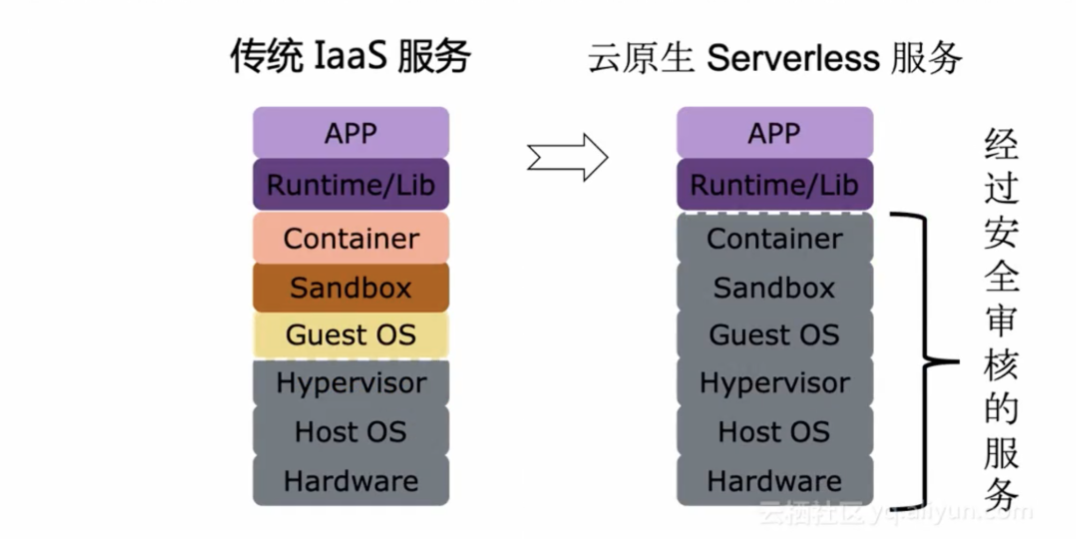 传统 IaaS 服务
APP
Runtime/Lib
Container
Sandbox
Guest OS
Hypervisor
Host OS
Hardware
云原生 Serverless 服务
APP
Runtime/Lib
Container
Sandbox
Guest OS
Hypervisor
Host OS
Hardware
经过安全审核的服务
云栖社区 yq.aliyun.com